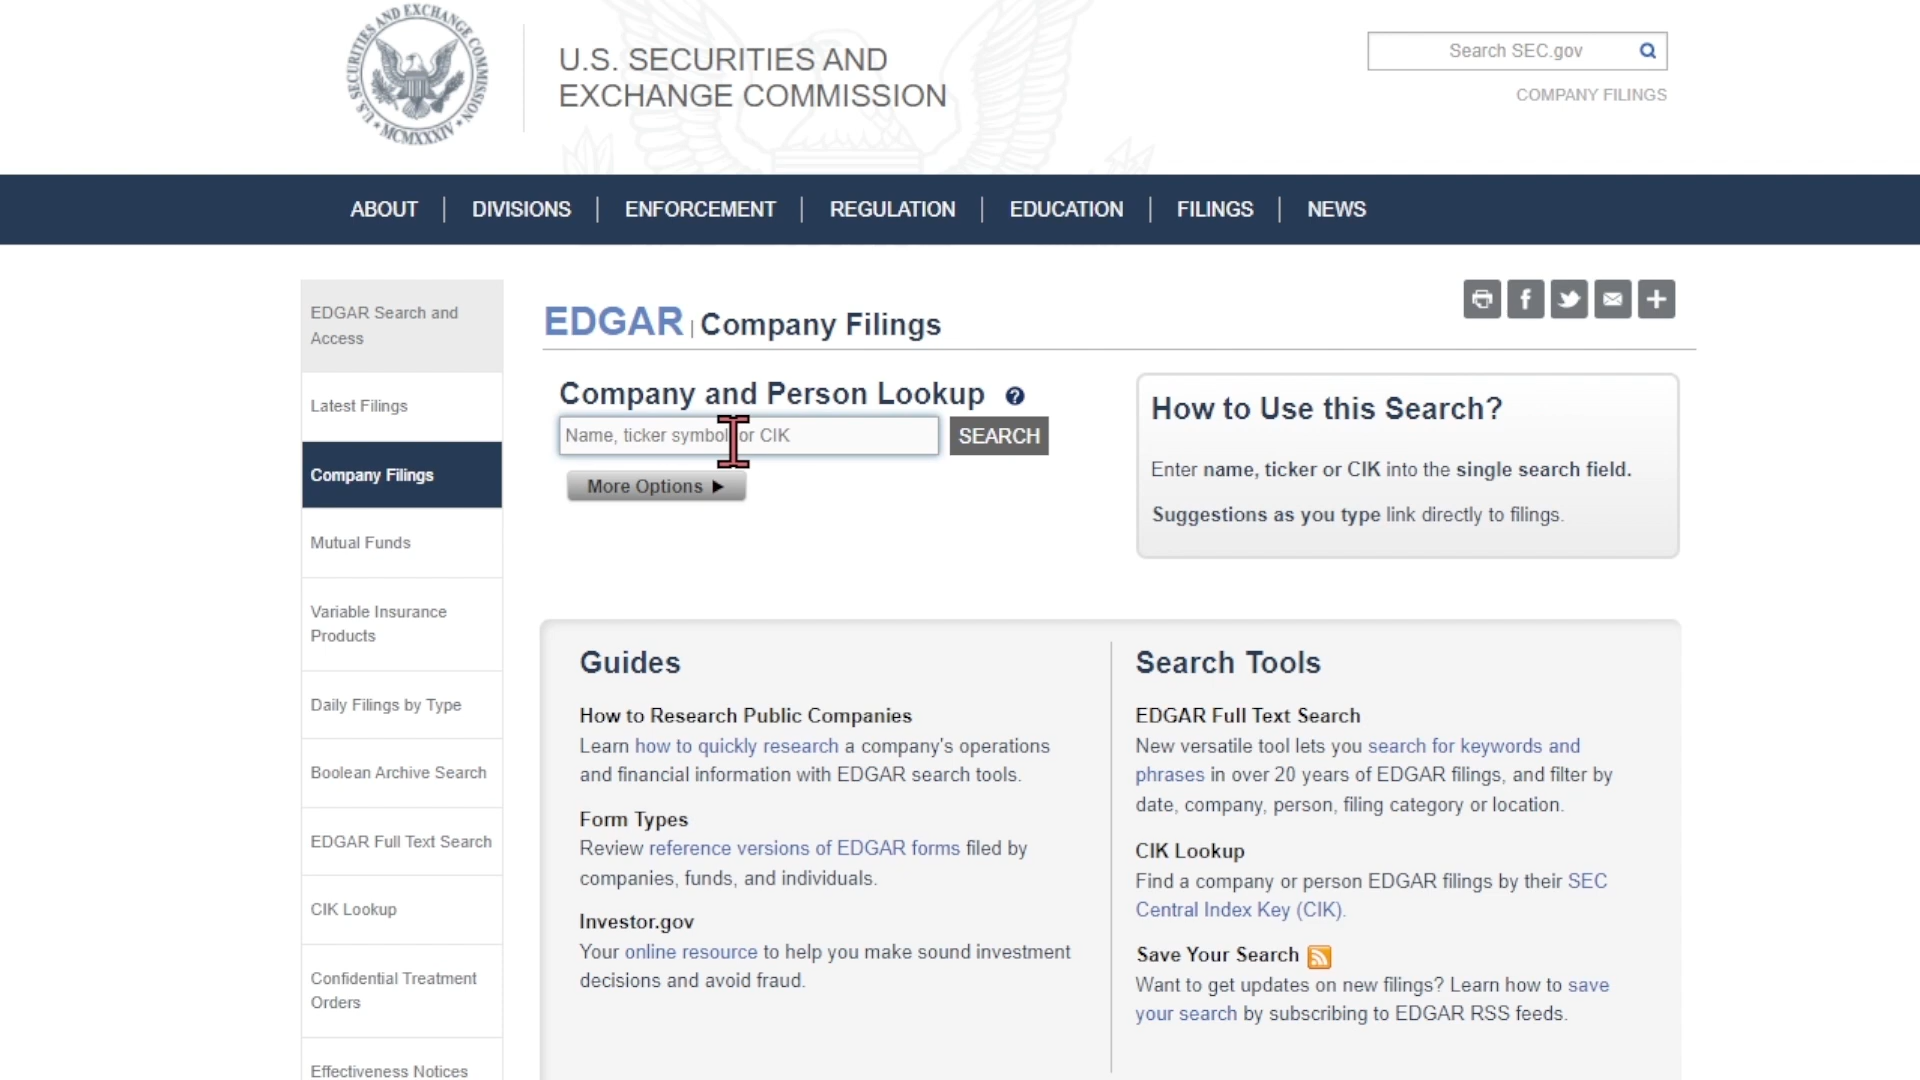 U.S. SECURITIES AND EXCHANGE COMMISSION
MCMXXXIV
U.S. SECURITIES AND
EXCHANGE COMMISSION
Search SEC.gov
COMPANY FILINGS
ABOUT
DIVISIONS
ENFORCEMENT
REGULATION
EDUCATION
FILINGS
NEWS
EDGAR Search and
Access
Latest Filings
Company Filings
Mutual Funds
Variable Insurance
Products
Daily Filings by Type
Boolean Archive Search
EDGAR Full Text Search
CIK Lookup
Confidential Treatment
Orders
Effectiveness Notices
EDGAR | Company Filings
Company and Person Lookup ?
Name, ticker symbol or CIK
SEARCH
More Options
How to Use this Search?
Enter name, ticker or CIK into the single search field.
Suggestions as you type link directly to filings.
Guides
How to Research Public Companies
Learn how to quickly research a company's operations
and financial information with EDGAR search tools.
Form Types
Review reference versions of EDGAR forms filed by
companies, funds, and individuals.
Investor.gov
Your online resource to help you make sound investment
decisions and avoid fraud.
Search Tools
EDGAR Full Text Search
New versatile tool lets you search for keywords and
phrases in over 20 years of EDGAR filings, and filter by
date, company, person, filing category or location.
CIK Lookup
Find a company or person EDGAR filings by their SEC
Central Index Key (CIK).
Save Your Search
Want to get updates on new filings? Learn how to save
your search by subscribing to EDGAR RSS feeds.